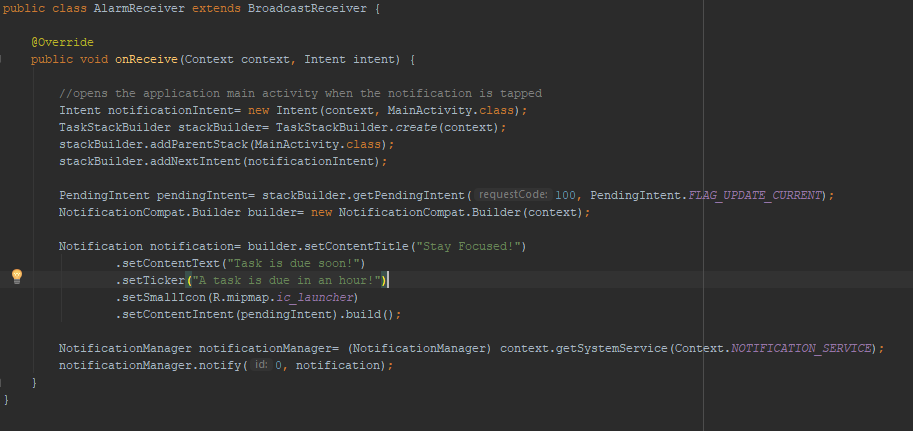 public class AlarmReceiver extends BroadcastReceiver {
@Override
public void onReceive(Context context, Intent intent) {
//opens the application main activity when the notification is tapped
Intent notificationIntent= new Intent(context, MainActivity.class);
TaskStackBuilder stackBuilder= TaskStackBuilder.create(context);
stackBuilder.addParentStack(MainActivity.class);
stackBuilder.addNextIntent(notificationIntent);
PendingIntent pendingIntent= stackBuilder.getPendingIntent( requestCode: 100, PendingIntent.FLAG_UPDATE_CURRENT);
NotificationCompat.Builder builder= new NotificationCompat.Builder(context);
Notification notification= builder.setContentTitle("Stay Focused!")
.setContentText("Task is due soon!")
.setTicker("A task is due in an hour!")
.setSmallIcon(R.mipmap.ic_launcher)
.setContentIntent(pendingIntent).build();
NotificationManager notificationManager= (NotificationManager) context.getSystemService(Context.NOTIFICATION_SERVICE);
notificationManager.notify( id: 0, notification);
}
}